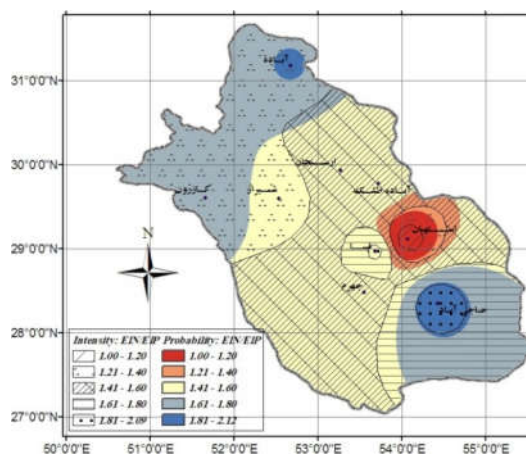 31°0'0"N
30°0'0"N
29°0'0"N
28°0'0"N
27°0'0"N
آباده
ارسنجان
آباده طشک
کازرون
شیراز
استهبان
فسا
جهرم
حاجی آباد
N
Intensity: EIN/EIP Probability: EIN/EIP
1.00 - 1.20 1.00 - 1.20
1.21 - 1.40 1.21 - 1.40
1.41 - 1.60 1.41 - 1.60
1.61 - 1.80 1.61 - 1.80
1.81 - 2.09 1.81 - 2.12
50°0'0"E 51°0'0"E 52°0'0"E 53°0'0"E 54°0'0"E 55°0'0"E